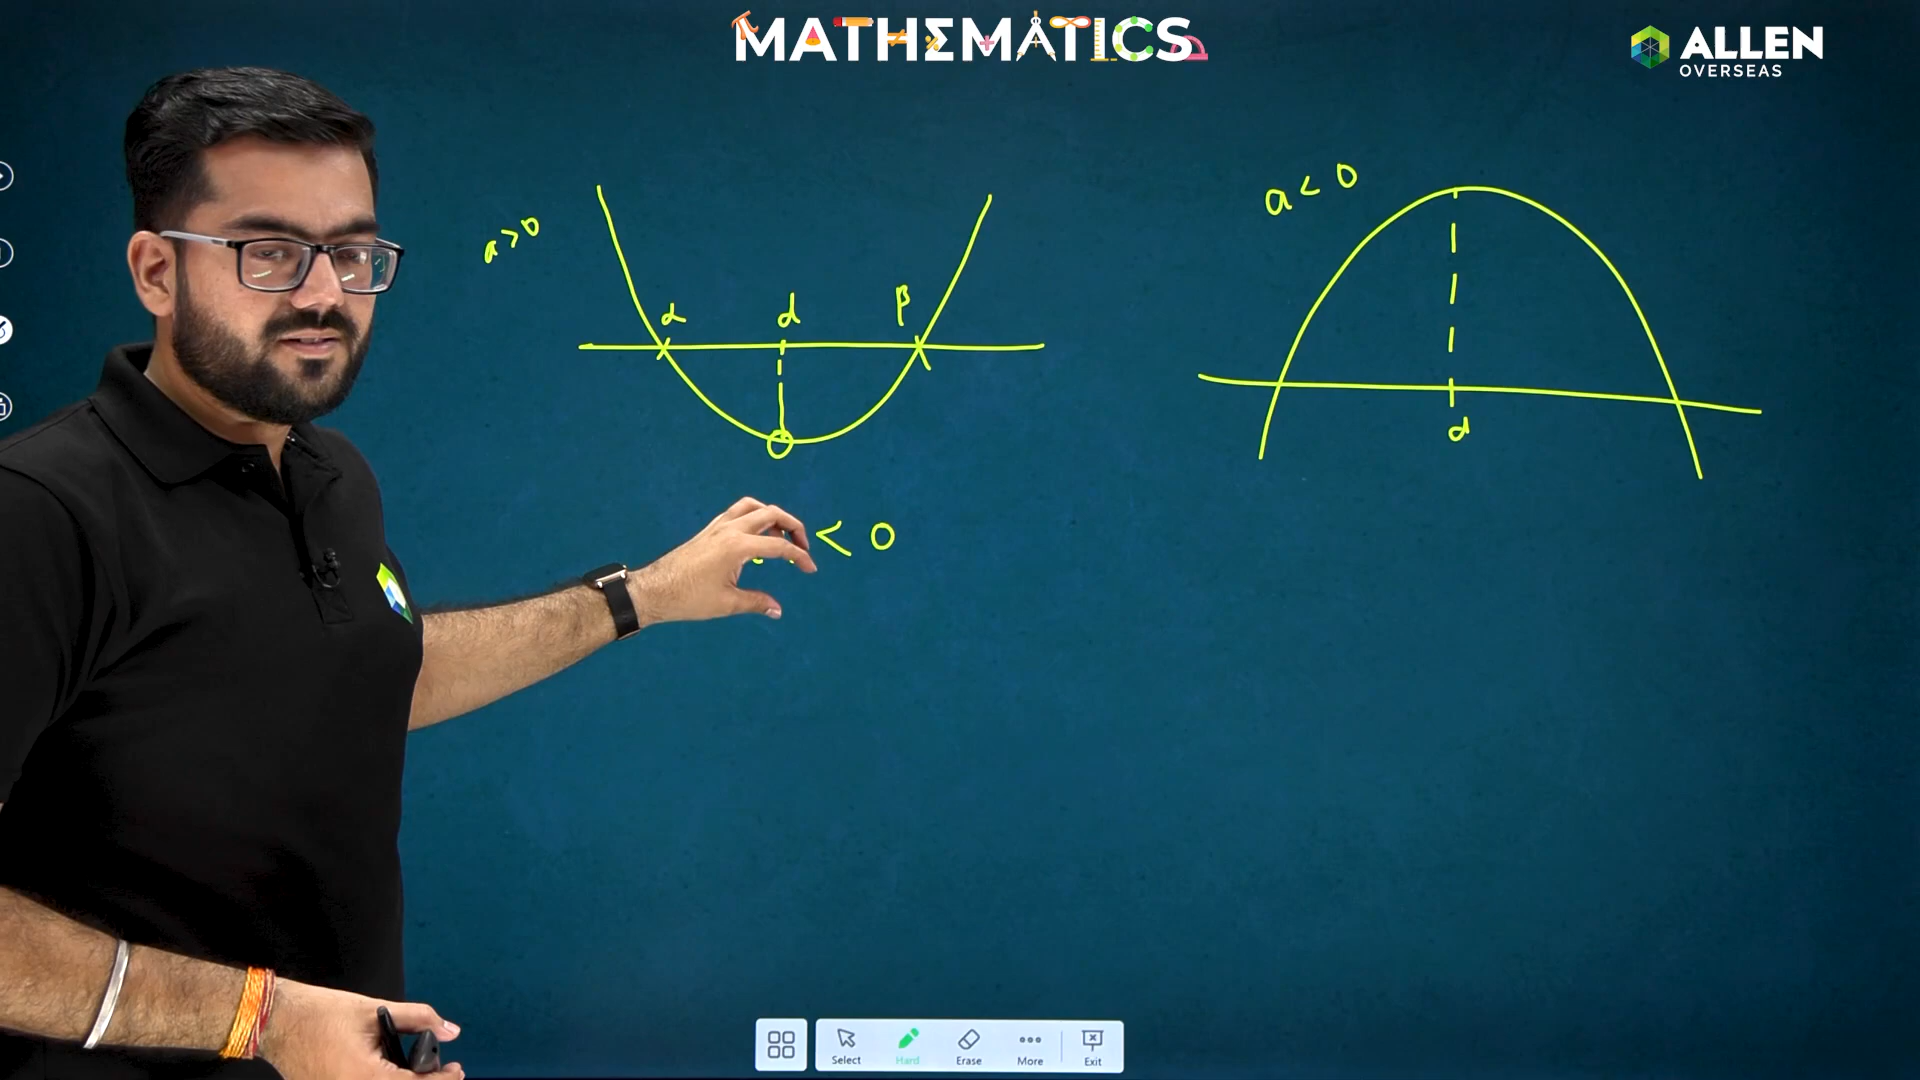 MATHEMATICS
ALLEN
OVERSEAS
a > 0
α
d
β
< 0
a < 0
d
Select
Hard
Erase
More
Exit